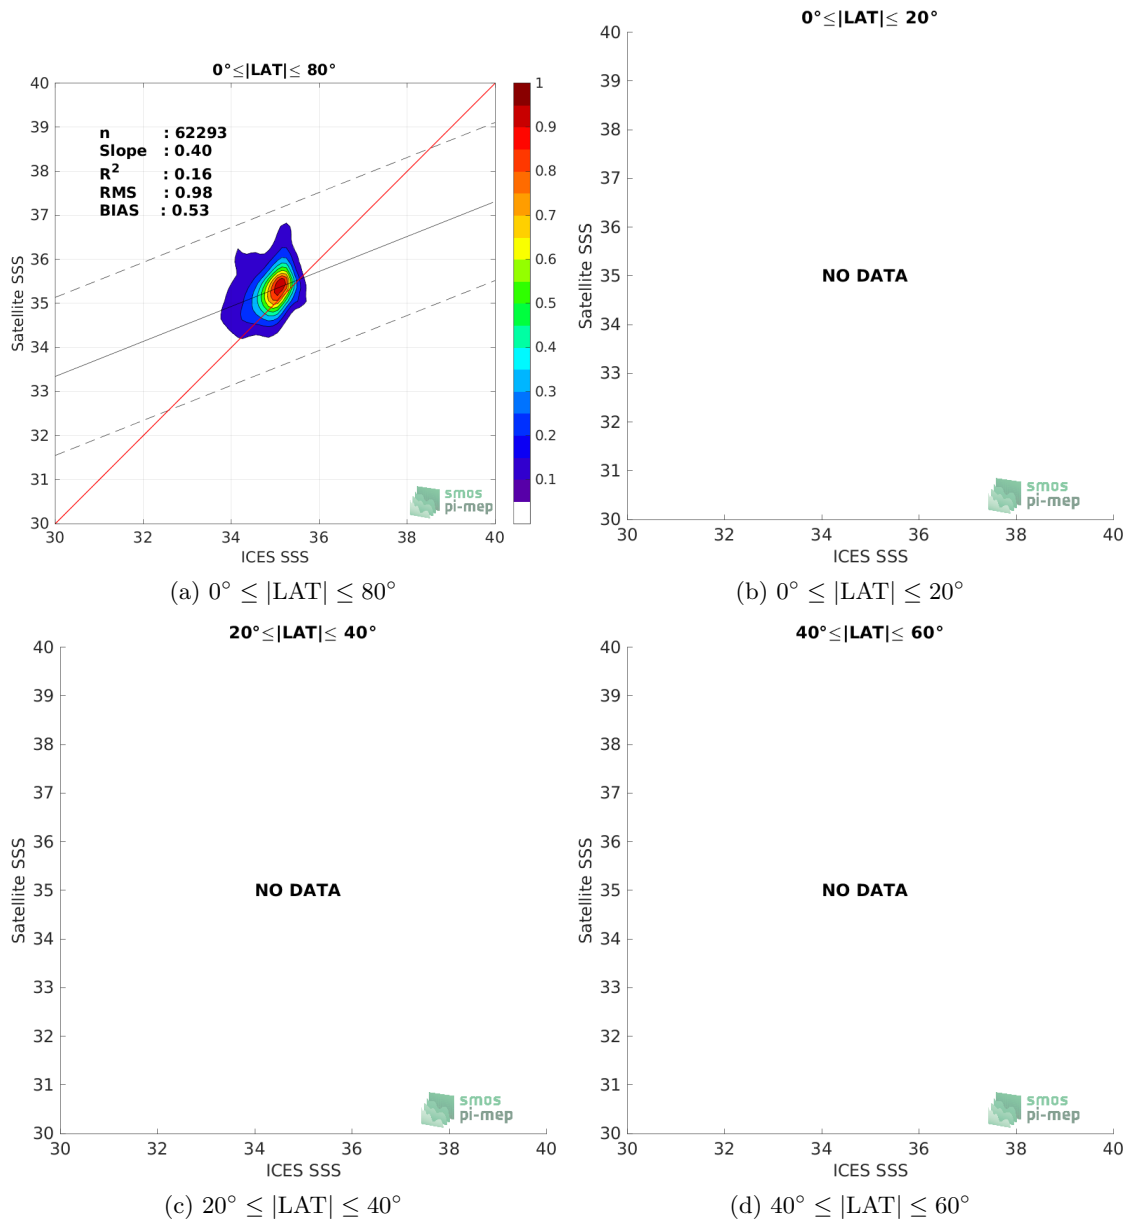 0°≤|LAT|≤ 80°
40
39
38
37
36
35
34
33
32
31
30
n : 62293
Slope : 0.40
R² : 0.16
RMS : 0.98
BIAS : 0.53
Satellite SSS
30 32 34 36 38 40
ICES SSS
1
0.9
0.8
0.7
0.6
0.5
0.4
0.3
0.2
0.1
smos
pi-mep
(a) 0° ≤ |LAT| ≤ 80°
0°≤|LAT|≤ 20°
40
39
38
37
36
35
34
33
32
31
30
Satellite SSS
NO DATA
smos
pi-mep
30 32 34 36 38 40
ICES SSS
(b) 0° ≤ |LAT| ≤ 20°
20°≤|LAT|≤ 40°
40
39
38
37
36
35
34
33
32
31
30
Satellite SSS
NO DATA
smos
pi-mep
30 32 34 36 38 40
ICES SSS
(c) 20° ≤ |LAT| ≤ 40°
40°≤|LAT|≤ 60°
40
39
38
37
36
35
34
33
32
31
30
Satellite SSS
NO DATA
smos
pi-mep
30 32 34 36 38 40
ICES SSS
(d) 40° ≤ |LAT| ≤ 60°